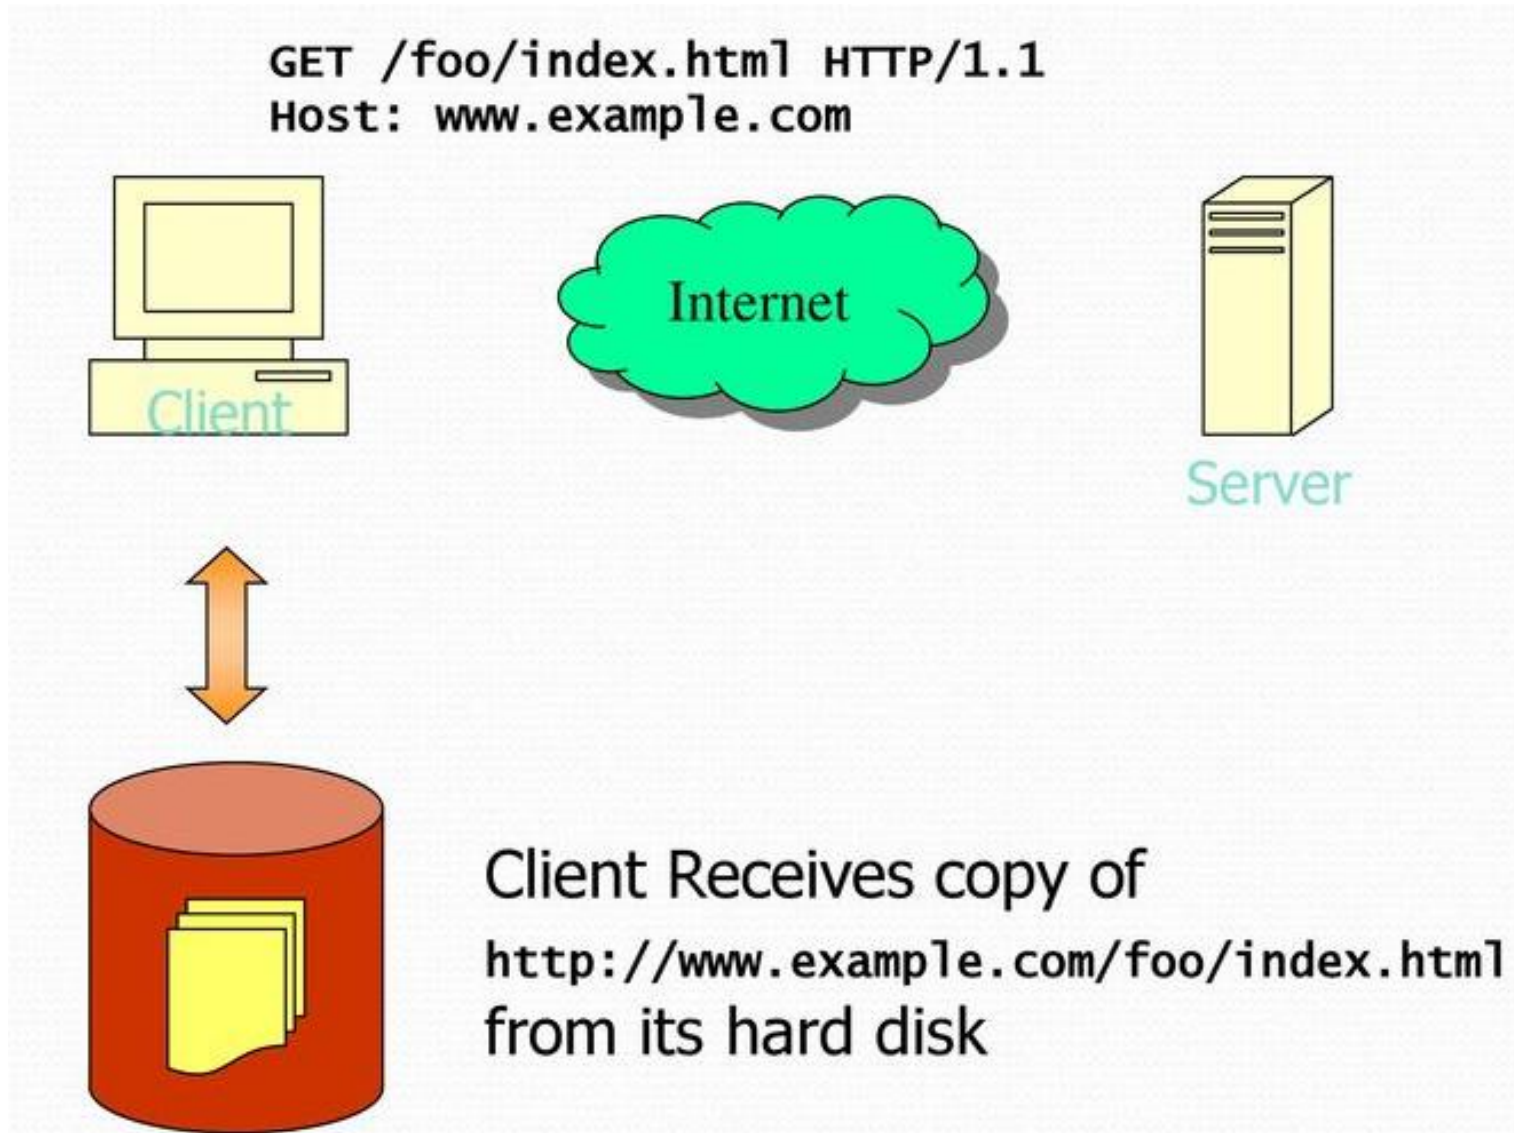 GET /foo/index.html HTTP/1.1
Host: www.example.com
Internet
Client
Server
Client Receives copy of
http://www.example.com/foo/index.html
from its hard disk